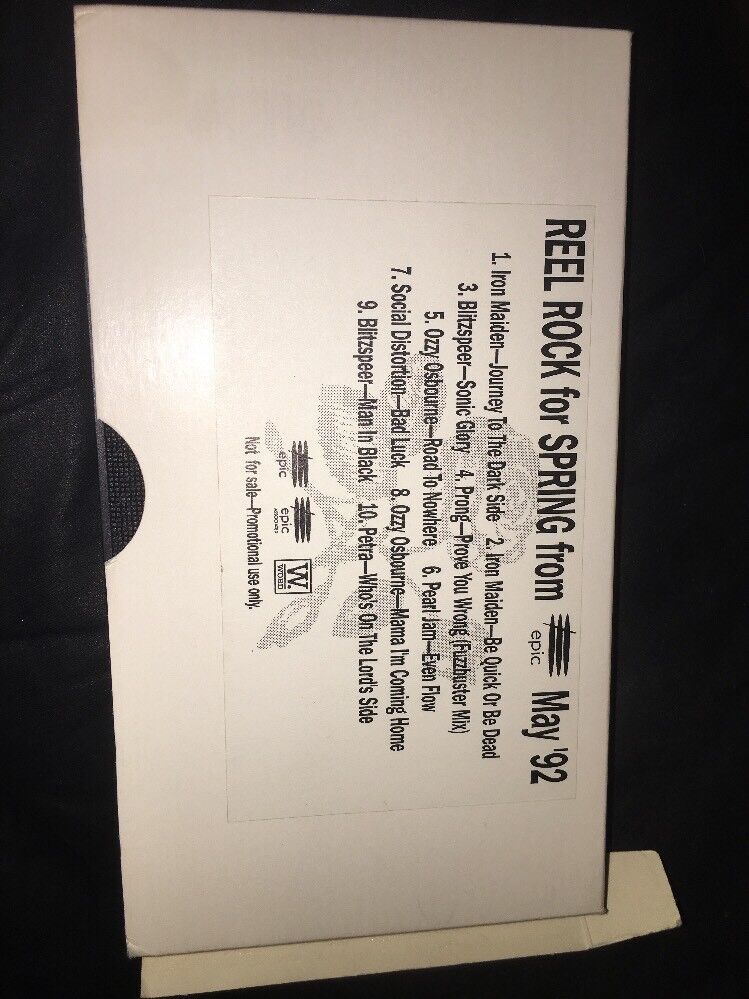 REEL ROCK for SPRING from epic May '92
1. Iron Maiden—Journey To The Dark Side 2. Iron Maiden—Be Quick Or Be Dead
3. Blitzspeer—Sonic Glory 4. Prong—Prove You Wrong (Fuzzbuster Mix)
5. Ozzy Osbourne—Road To Nowhere 6. Pearl Jam—Even Flow
7. Social Distortion—Bad Luck 8. Ozzy Osbourne—Mama I'm Coming Home
9. Blitzspeer—Man In Black 10. Petra—Who's On The Lord's Side
epic epic W. WORD
Not for sale—Promotional use only.